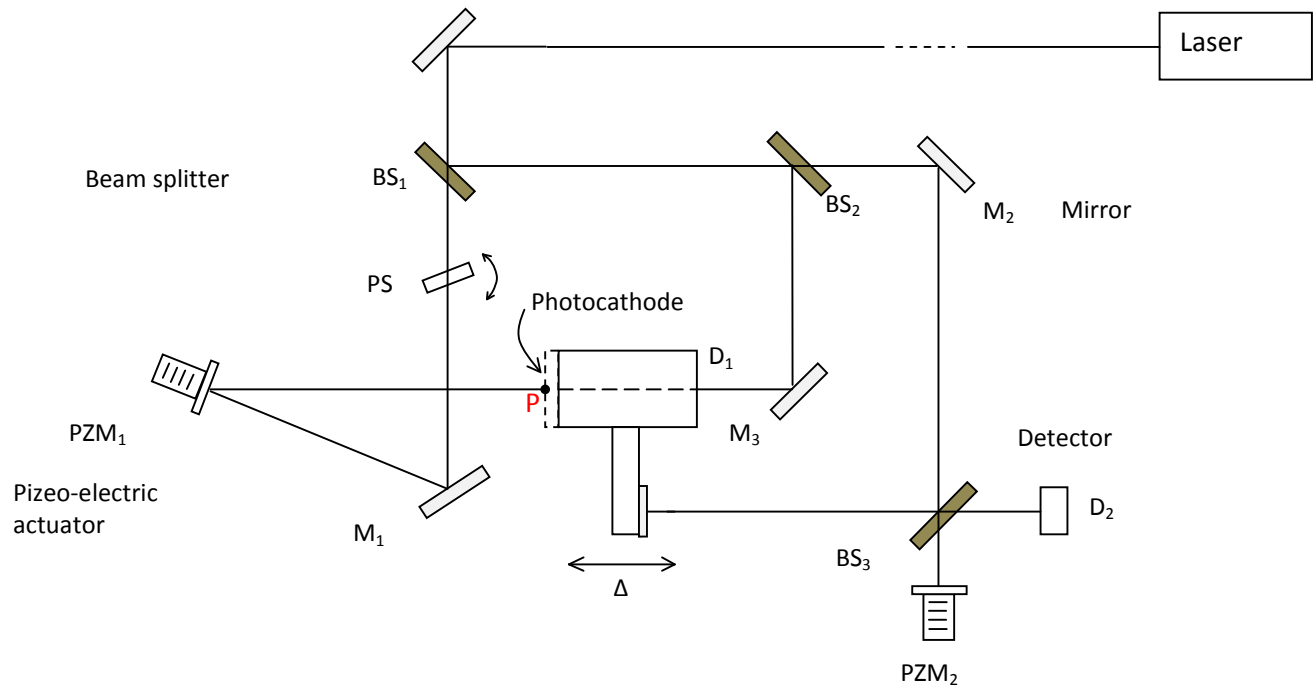 Laser
Beam splitter
BS₁
BS₂
M₂
Mirror
PS
Photocathode
D₁
P
PZM₁
M₃
Detector
Pizeo-electric
actuator
M₁
D₂
BS₃
Δ
PZM₂